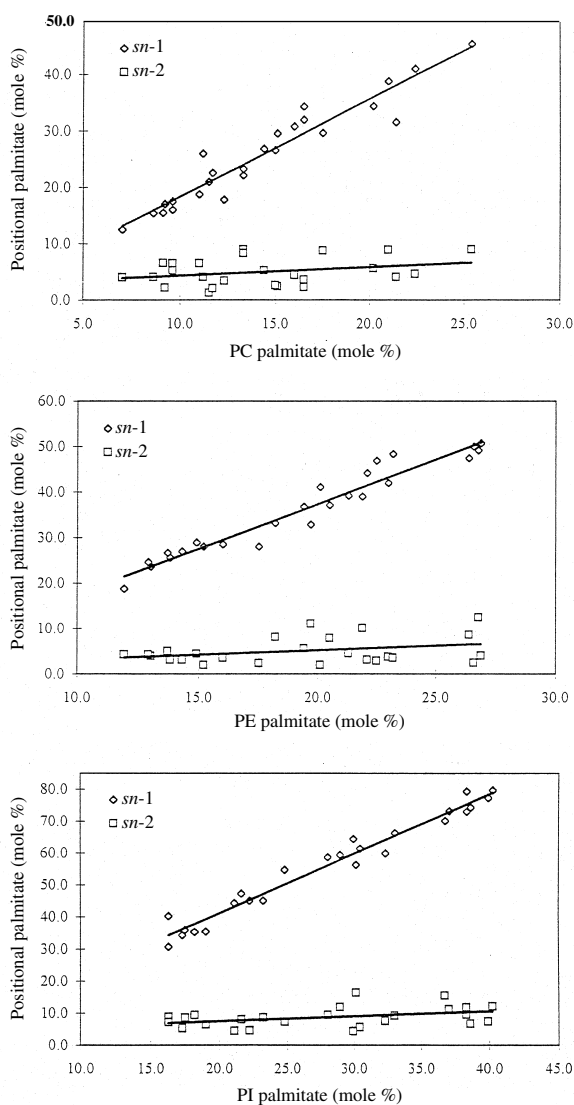 50.0
sn-1
sn-2
40.0
30.0
20.0
10.0
0.0
Positional palmitate (mole %)
5.0 10.0 15.0 20.0 25.0 30.0
PC palmitate (mole %)
60.0
sn-1
sn-2
50.0
40.0
30.0
20.0
10.0
0.0
Positional palmitate (mole %)
10.0 15.0 20.0 25.0 30.0
PE palmitate (mole %)
80.0
sn-1
sn-2
70.0
60.0
50.0
40.0
30.0
20.0
10.0
0.0
Positional palmitate (mole %)
10.0 15.0 20.0 25.0 30.0 35.0 40.0 45.0
PI palmitate (mole %)